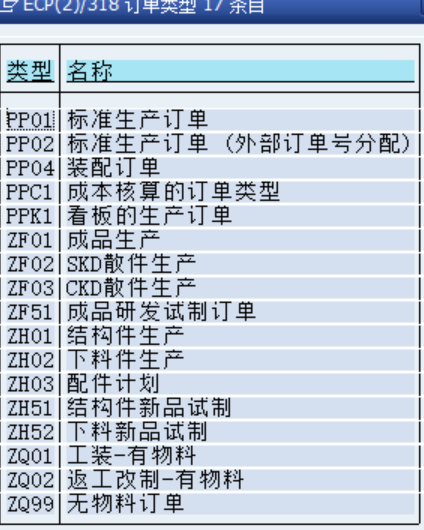 ECP(2)/318 订单类型 17 条目
类型 名称
PP01 标准生产订单
PP02 标准生产订单 (外部订单号分配)
PP04 装配订单
PPC1 成本核算的订单类型
PPK1 看板的生产订单
ZF01 成品生产
ZF02 SKD散件生产
ZF03 CKD散件生产
ZF51 成品研发试制订单
ZH01 结构件生产
ZH02 下料件生产
ZH03 配件计划
ZH51 结构件新品试制
ZH52 下料新品试制
ZQ01 工装-有物料
ZQ02 返工改制-有物料
ZQ99 无物料订单